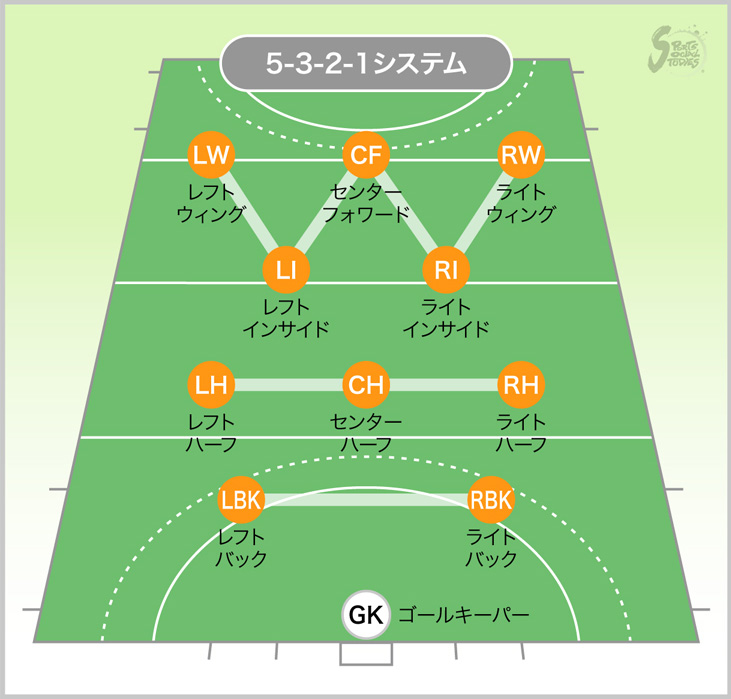 5-3-2-1システム
SPORTS
GOSPEL
STORIES
LW CF RW
レフト センター ライト
ウィング フォワード ウィング
LI RI
レフト ライト
インサイド インサイド
LH CH RH
レフト センター ライト
ハーフ ハーフ ハーフ
LBK RBK
レフト ライト
バック バック
GK ゴールキーパー